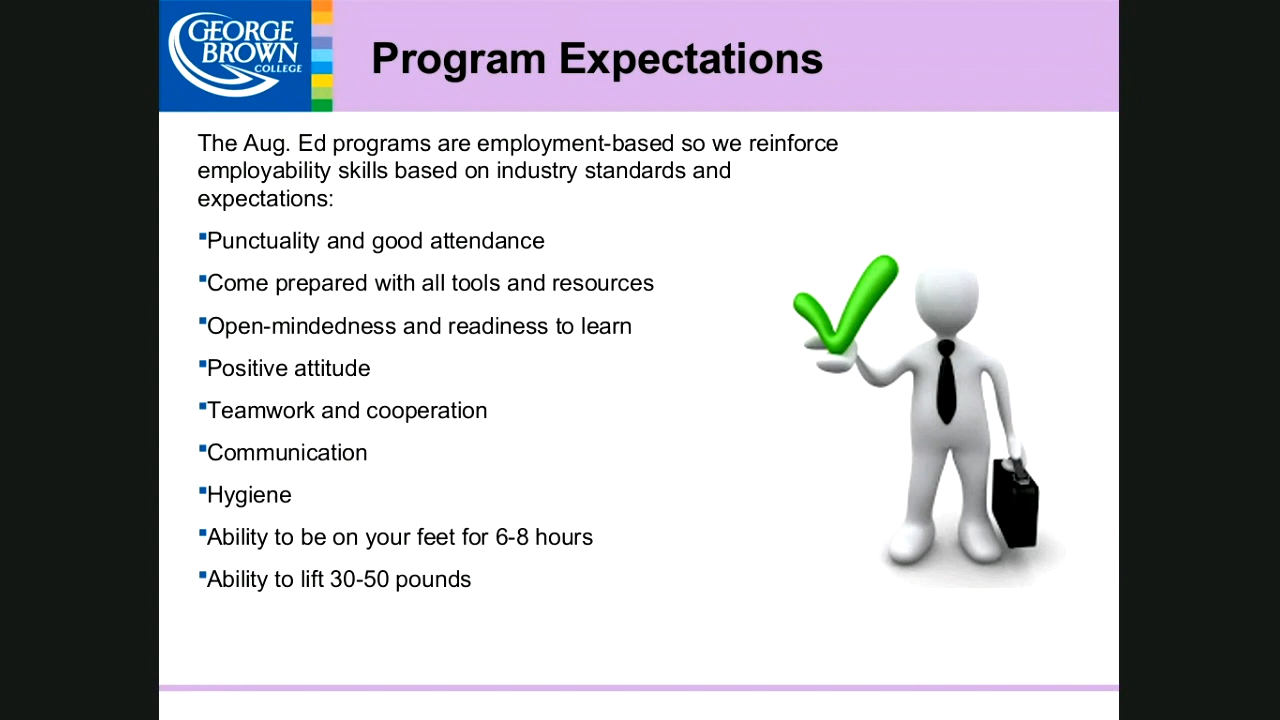 GEORGE
BROWN
COLLEGE
Program Expectations
The Aug. Ed programs are employment-based so we reinforce
employability skills based on industry standards and
expectations:
▪Punctuality and good attendance
▪Come prepared with all tools and resources
▪Open-mindedness and readiness to learn
▪Positive attitude
▪Teamwork and cooperation
▪Communication
▪Hygiene
▪Ability to be on your feet for 6-8 hours
▪Ability to lift 30-50 pounds